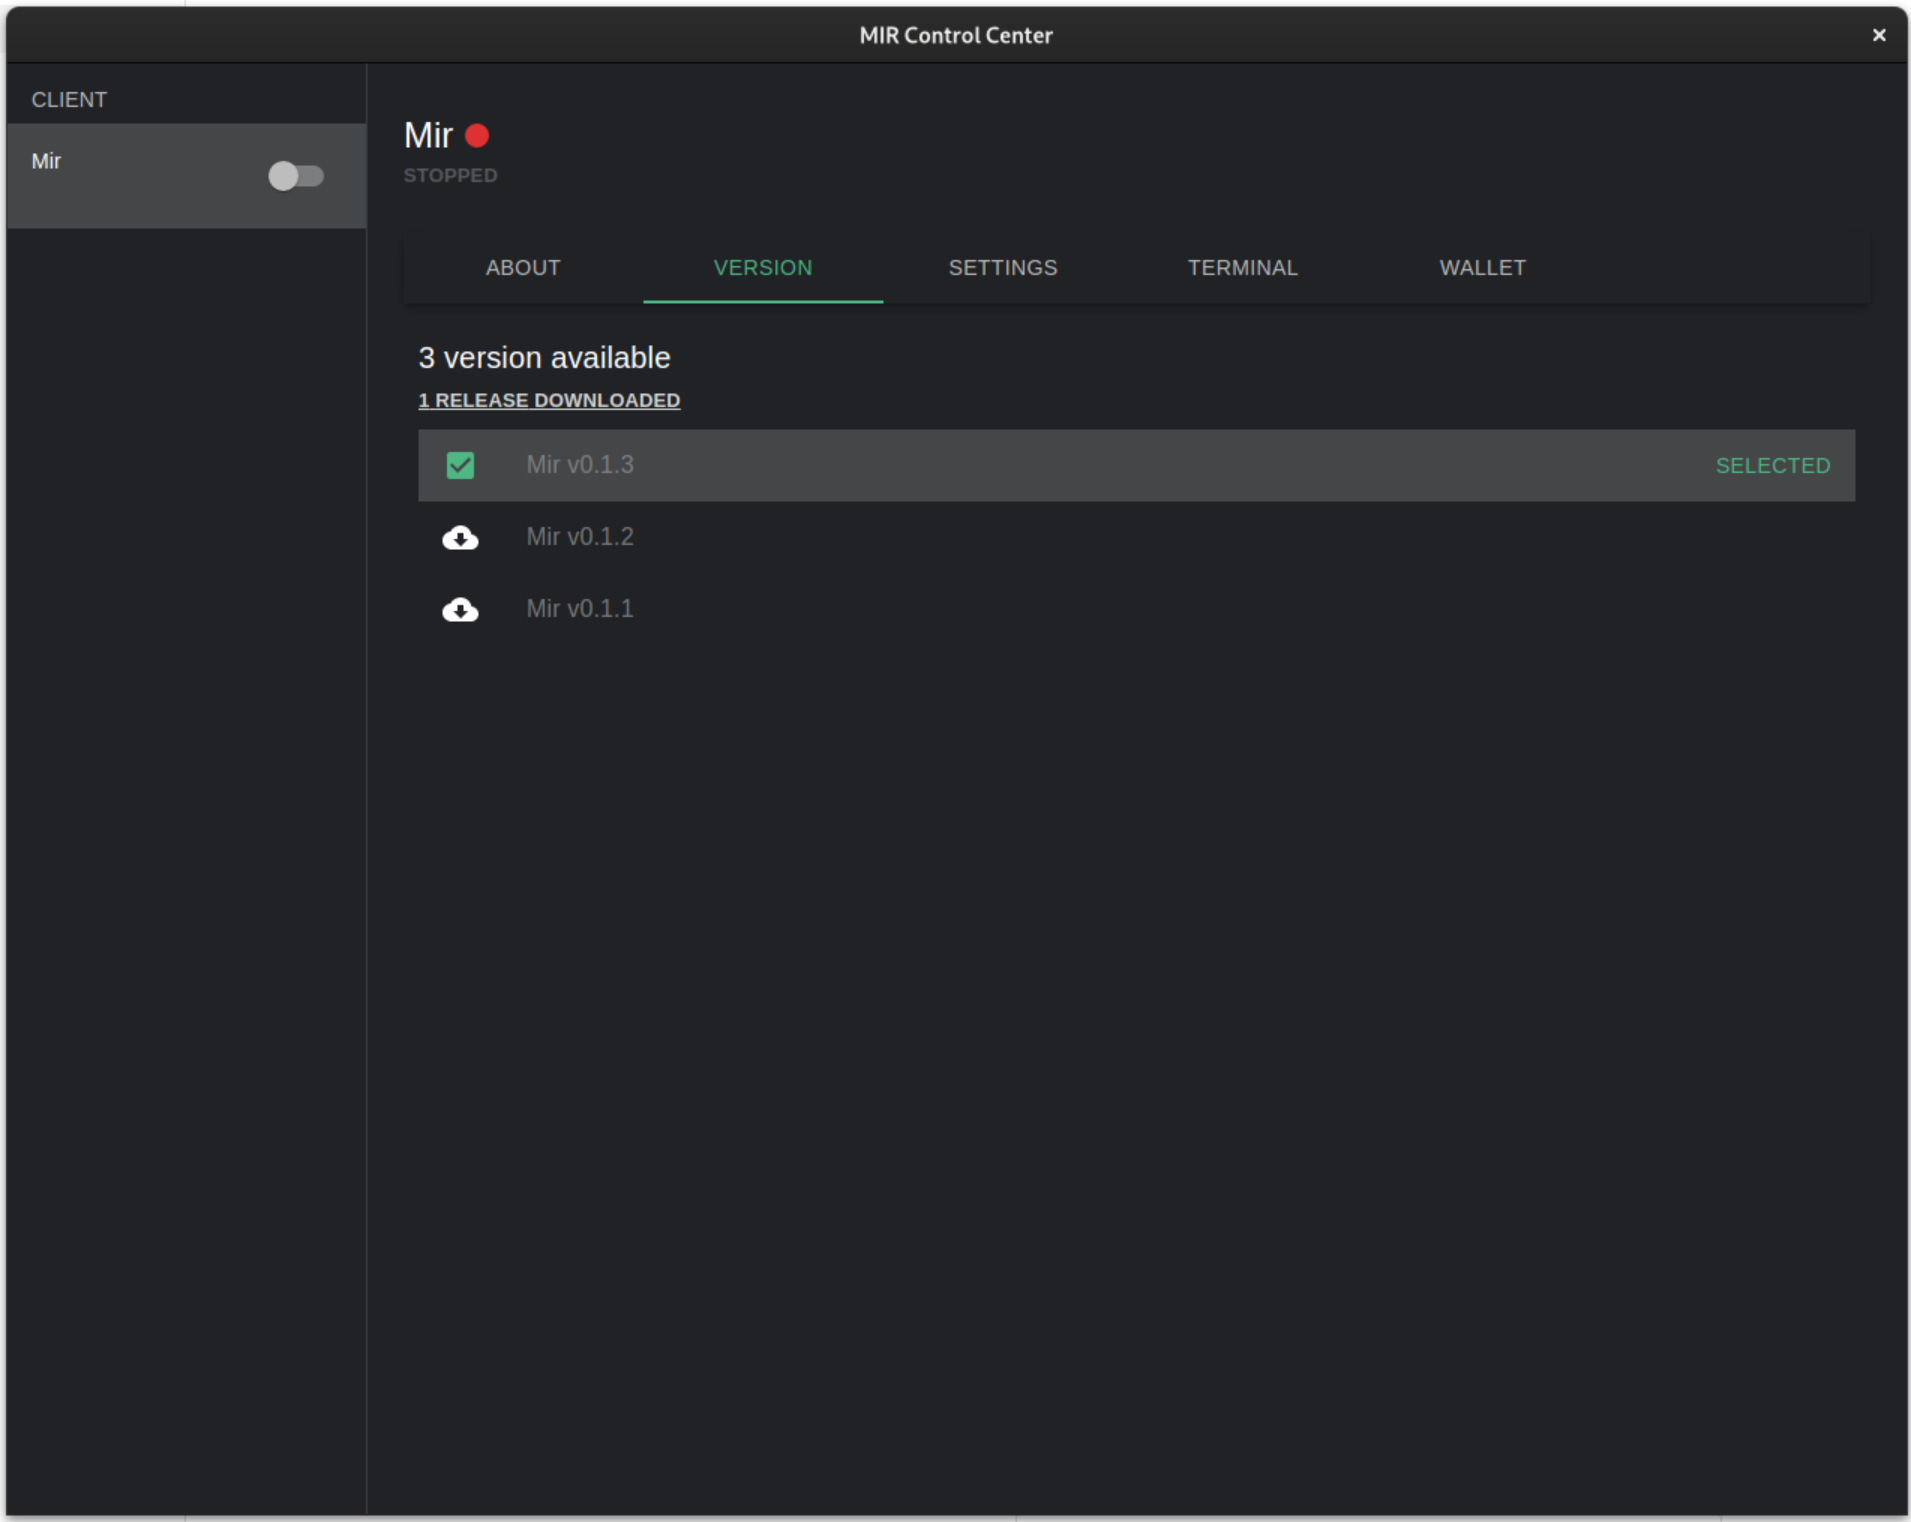 MIR Control Center
CLIENT
Mir
Mir
STOPPED
ABOUT VERSION SETTINGS TERMINAL WALLET
3 version available
1 RELEASE DOWNLOADED
Mir v0.1.3 SELECTED
Mir v0.1.2
Mir v0.1.1